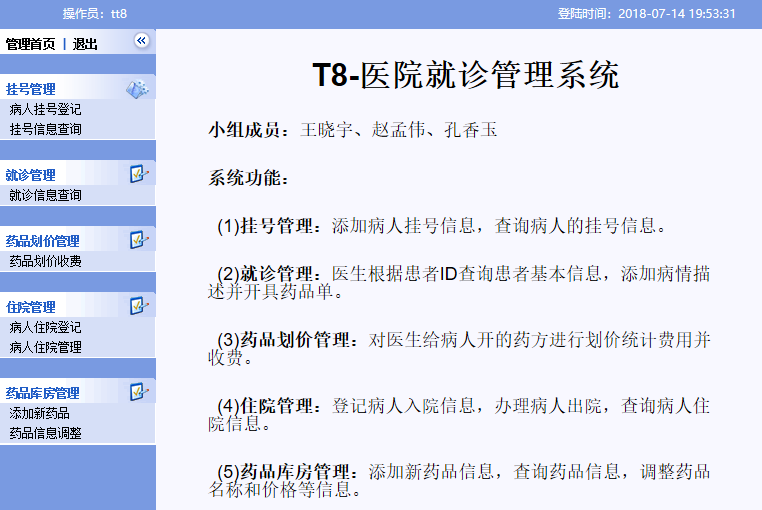 操作员：tt8
登陆时间：2018-07-14 19:53:31
管理首页 | 退出
挂号管理
病人挂号登记
挂号信息查询
就诊管理
就诊信息查询
药品划价管理
药品划价收费
住院管理
病人住院登记
病人住院管理
药品库房管理
添加新药品
药品信息调整
T8-医院就诊管理系统
小组成员：王晓宇、赵孟伟、孔香玉
系统功能：
(1)挂号管理：添加病人挂号信息，查询病人的挂号信息。
(2)就诊管理：医生根据患者ID查询患者基本信息，添加病情描
述并开具药品单。
(3)药品划价管理：对医生给病人开的药方进行划价统计费用并
收费。
(4)住院管理：登记病人入院信息，办理病人出院，查询病人住
院信息。
(5)药品库房管理：添加新药品信息，查询药品信息，调整药品
名称和价格等信息。